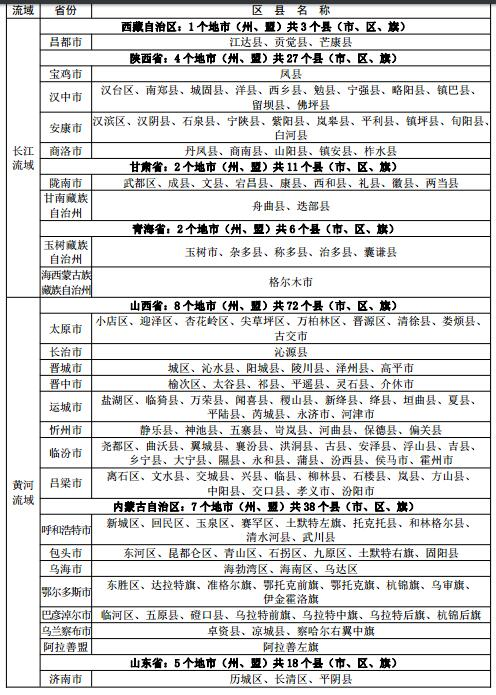 流域 省份 区 县 名 称
西藏自治区：1个地市（州、盟）共3个县（市、区、旗）
昌都市 江达县、贡觉县、芒康县
陕西省：4个地市（州、盟）共27个县（市、区、旗）
宝鸡市 凤县
汉中市 汉台区、南郑县、城固县、洋县、西乡县、勉县、宁强县、略阳县、镇巴县、
留坝县、佛坪县
安康市 汉滨区、汉阴县、石泉县、宁陕县、紫阳县、岚皋县、平利县、镇坪县、旬阳县、
白河县
商洛市 丹凤县、商南县、山阳县、镇安县、柞水县
长江
流域
甘肃省：2个地市（州、盟）共11个县（市、区、旗）
陇南市 武都区、成县、文县、宕昌县、康县、西和县、礼县、徽县、两当县
甘南藏族
自治州 舟曲县、迭部县
青海省：2个地市（州、盟）共6个县（市、区、旗）
玉树藏族
自治州 玉树市、杂多县、称多县、治多县、囊谦县
海西蒙古族
藏族自治州 格尔木市
山西省：8个地市（州、盟）共72个县（市、区、旗）
太原市 小店区、迎泽区、杏花岭区、尖草坪区、万柏林区、晋源区、清徐县、娄烦县、
古交市
长治市 沁源县
晋城市 城区、沁水县、阳城县、陵川县、泽州县、高平市
晋中市 榆次区、太谷县、祁县、平遥县、灵石县、介休市
运城市 盐湖区、临猗县、万荣县、闻喜县、稷山县、新绛县、绛县、垣曲县、夏县、
平陆县、芮城县、永济市、河津市
忻州市 静乐县、神池县、五寨县、岢岚县、河曲县、保德县、偏关县
临汾市 尧都区、曲沃县、翼城县、襄汾县、洪洞县、古县、安泽县、浮山县、吉县、
乡宁县、大宁县、隰县、永和县、蒲县、汾西县、侯马市、霍州市
吕梁市 离石区、文水县、交城县、兴县、临县、柳林县、石楼县、岚县、方山县、
中阳县、交口县、孝义市、汾阳市
黄河
流域
内蒙古自治区：7个地市（州、盟）共38个县（市、区、旗）
呼和浩特市 新城区、回民区、玉泉区、赛罕区、土默特左旗、托克托县、和林格尔县、
清水河县、武川县
包头市 东河区、昆都仑区、青山区、石拐区、九原区、土默特右旗、固阳县
乌海市 海勃湾区、海南区、乌达区
鄂尔多斯市 东胜区、达拉特旗、准格尔旗、鄂托克前旗、鄂托克旗、杭锦旗、乌审旗、
伊金霍洛旗
巴彦淖尔市 临河区、五原县、磴口县、乌拉特前旗、乌拉特中旗、乌拉特后旗、杭锦后旗
乌兰察布市 卓资县、凉城县、察哈尔右翼中旗
阿拉善盟 阿拉善左旗
山东省：5个地市（州、盟）共18个县（市、区、旗）
济南市 历城区、长清区、平阴县